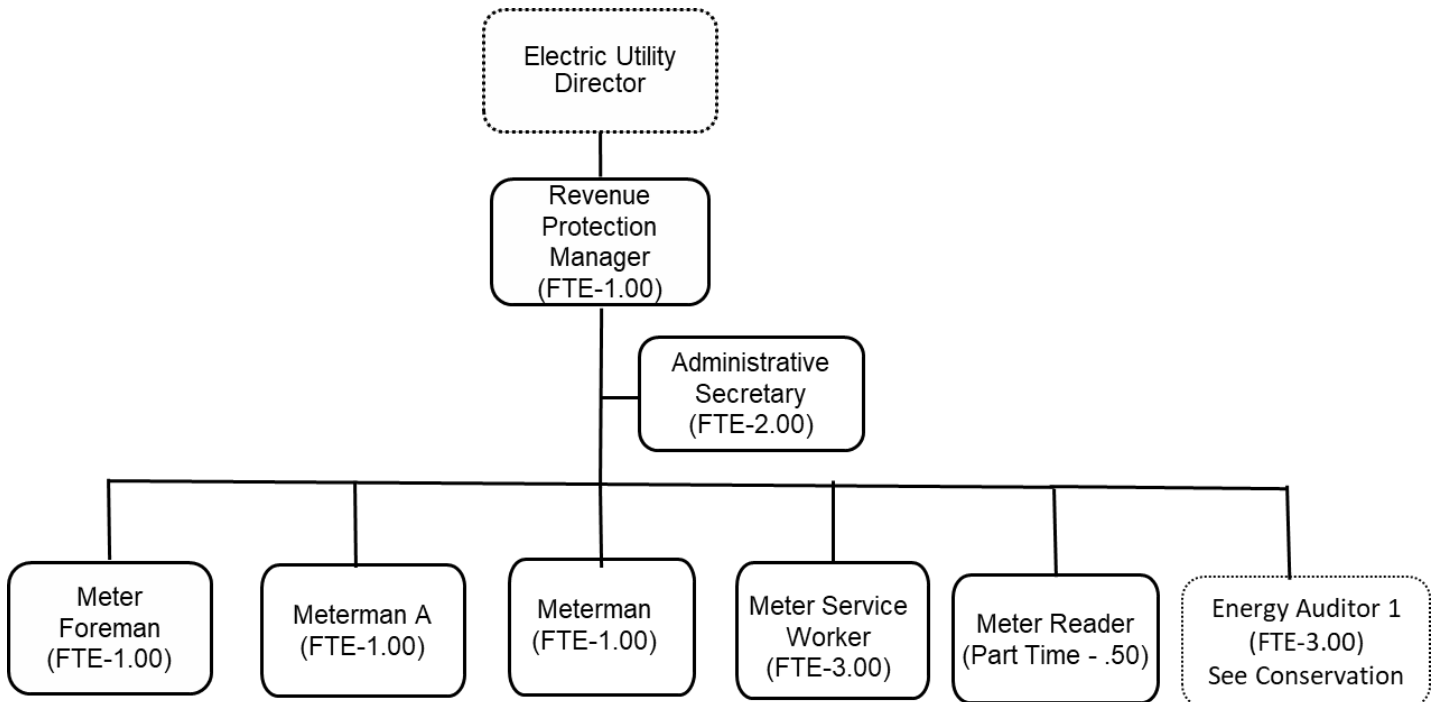 Electric Utility
Director
Revenue
Protection
Manager
(FTE-1.00)
Administrative
Secretary
(FTE-2.00)
Meter
Foreman
(FTE-1.00)
Meterman A
(FTE-1.00)
Meterman
(FTE-1.00)
Meter Service
Worker
(FTE-3.00)
Meter Reader
(Part Time - .50)
Energy Auditor 1
(FTE-3.00)
See Conservation